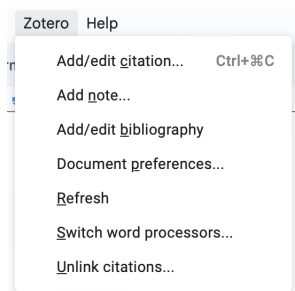 Zotero Help
Add/edit citation... Ctrl+⌘C
Add note...
Add/edit bibliography
Document preferences...
Refresh
Switch word processors...
Unlink citations...